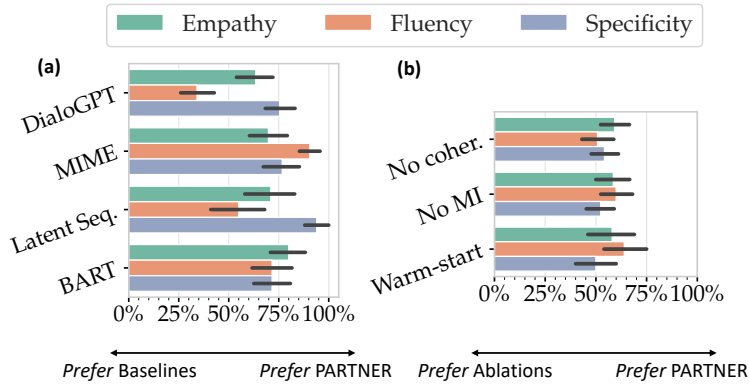 Empathy Fluency Specificity
(a)
DialoGPT
MIME
Latent Seq.
BART
0% 25% 50% 75% 100%
Prefer Baselines Prefer PARTNER
(b)
No coher.
No MI
Warm-start
0% 25% 50% 75% 100%
Prefer Ablations Prefer PARTNER